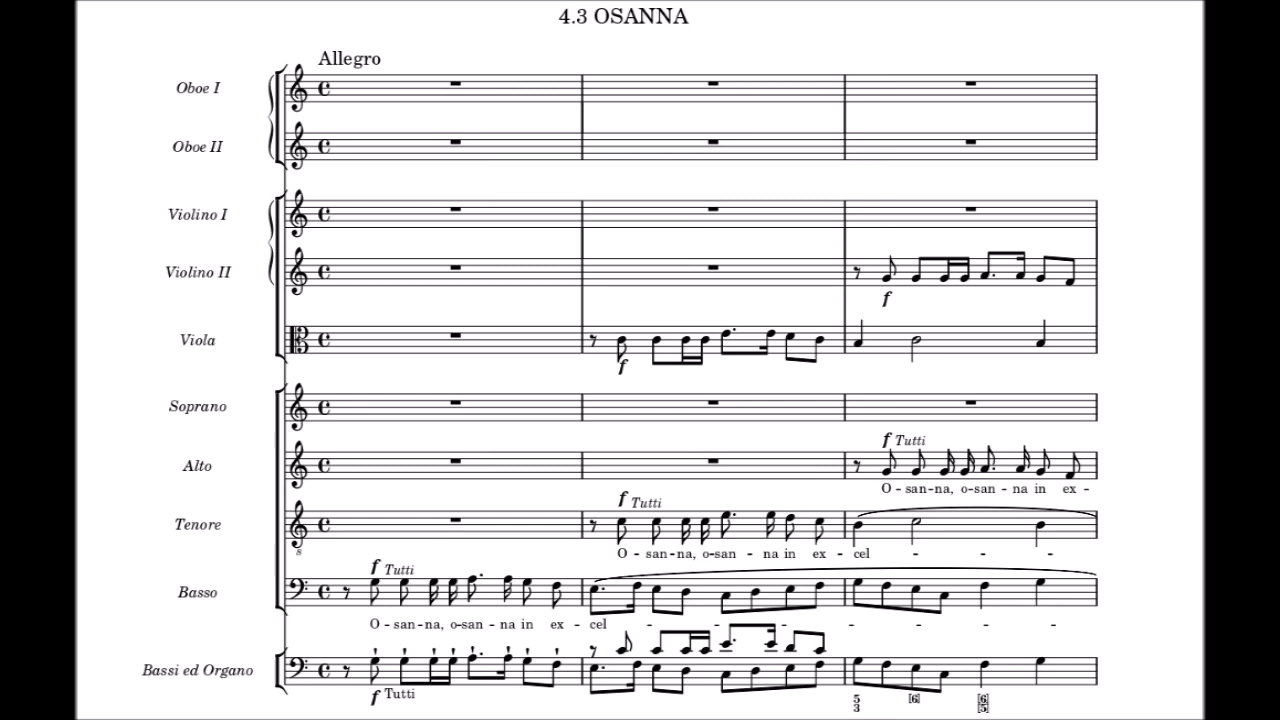 4.3 OSANNA
Allegro
Oboe I
Oboe II
Violino I
Violino II
f
Viola
f
Soprano
f Tutti
Alto
O - san - na, o - san - na in ex -
f Tutti
Tenore
O - san - na, o - san - na in ex - cel - - -
8
f Tutti
Basso
O - san - na, o - san - na in ex - cel - - - - - - -
Bassi ed Organo
f Tutti
5 [6] [6]
3 [5]